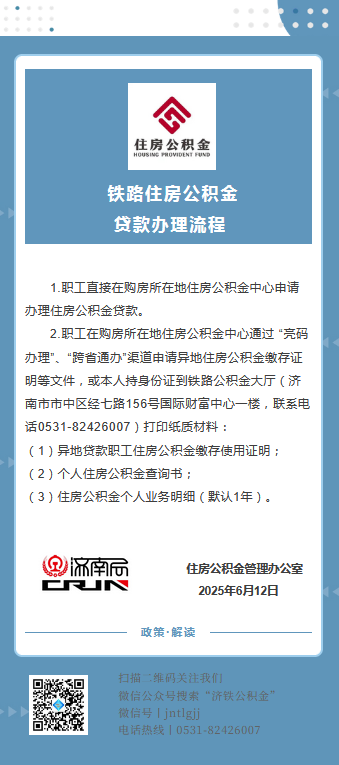 住房公积金
HOUSING PROVIDENT FUND
铁路住房公积金
贷款办理流程
1.职工直接在购房所在地住房公积金中心申请
办理住房公积金贷款。
2.职工在购房所在地住房公积金中心通过 “亮码
办理”、“跨省通办”渠道申请异地住房公积金缴存证
明等文件，或本人持身份证到铁路公积金大厅（济
南市市中区经七路156号国际财富中心一楼，联系电
话0531-82426007）打印纸质材料：
（1）异地贷款职工住房公积金缴存使用证明；
（2）个人住房公积金查询书；
（3）住房公积金个人业务明细（默认1年）。
济南局
CRJN
住房公积金管理办公室
2025年6月12日
政策·解读
扫描二维码关注我们
微信公众号搜索“济铁公积金”
微信号丨jntlgjj
电话热线丨0531-82426007